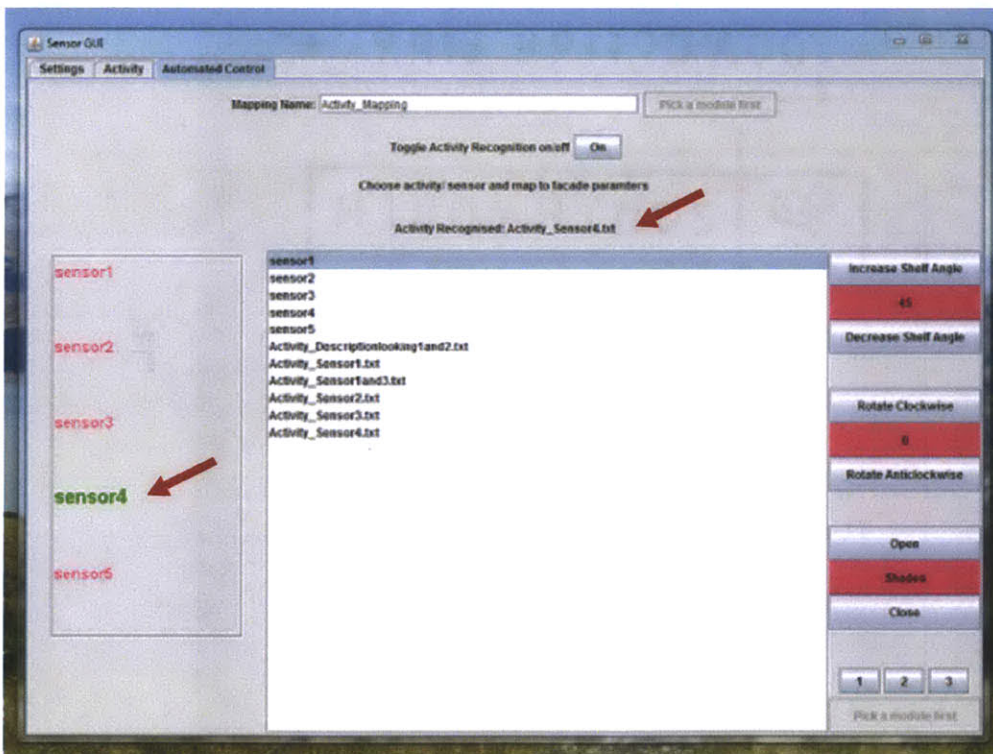 Sensor GUI
Settings Activity Automated Control
Mapping Name: Activity_Mapping Pick a module first
Toggle Activity Recognition on/off On
Choose activity/ sensor and map to facade paramters
Activity Recognised: Activity_Sensor4.txt
sensor1
sensor2
sensor3
sensor4
sensor5
sensor1
sensor2
sensor3
sensor4
sensor5
Activity_Descriptionlooking1and2.txt
Activity_Sensor1.txt
Activity_Sensor1and3.txt
Activity_Sensor2.txt
Activity_Sensor3.txt
Activity_Sensor4.txt
Increase Shelf Angle
45
Decrease Shelf Angle
Rotate Clockwise
0
Rotate Anticlockwise
Open
Shades
Close
1 2 3
Pick a module first